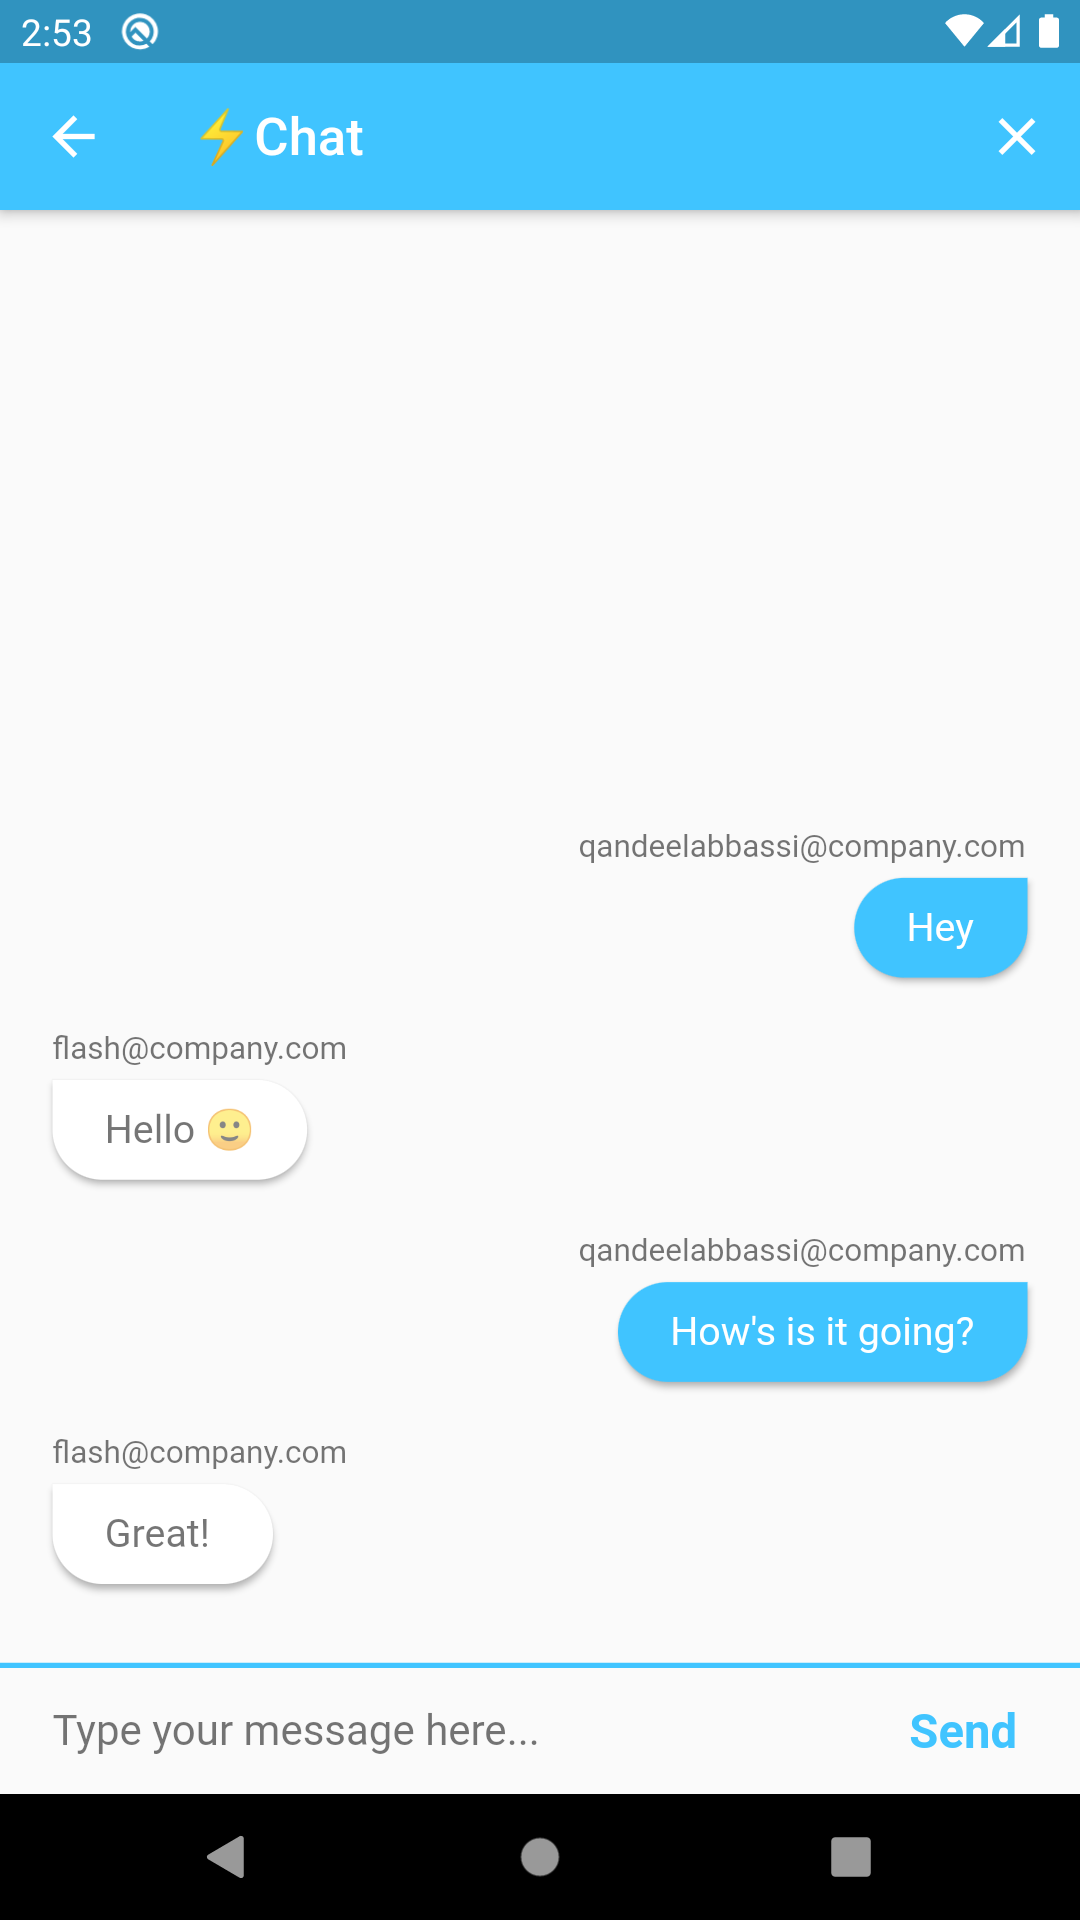 2:53
⚡Chat
qandeelabbassi@company.com
Hey
flash@company.com
Hello 🙂
qandeelabbassi@company.com
How's is it going?
flash@company.com
Great!
Type your message here...
Send